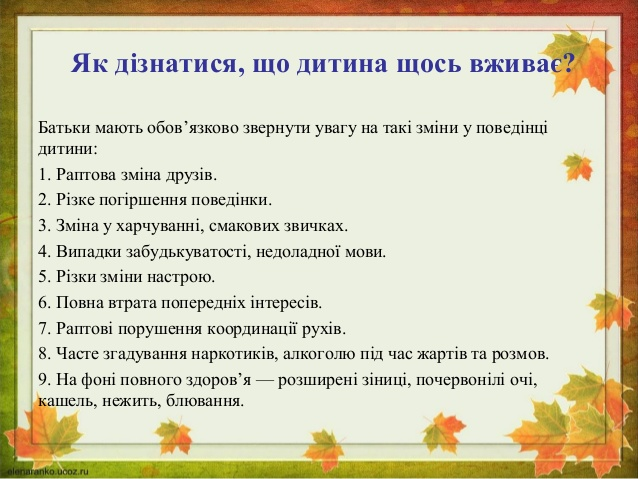 Як дізнатися, що дитина щось вживає?
Батьки мають обов’язково звернути увагу на такі зміни у поведінці
дитини:
1. Раптова зміна друзів.
2. Різке погіршення поведінки.
3. Зміна у харчуванні, смакових звичках.
4. Випадки забудькуватості, недоладної мови.
5. Різки зміни настрою.
6. Повна втрата попередніх інтересів.
7. Раптові порушення координації рухів.
8. Часте згадування наркотиків, алкоголю під час жартів та розмов.
9. На фоні повного здоров’я — розширені зіниці, почервонілі очі,
кашель, нежить, блювання.
elenaranko.ucoz.ru